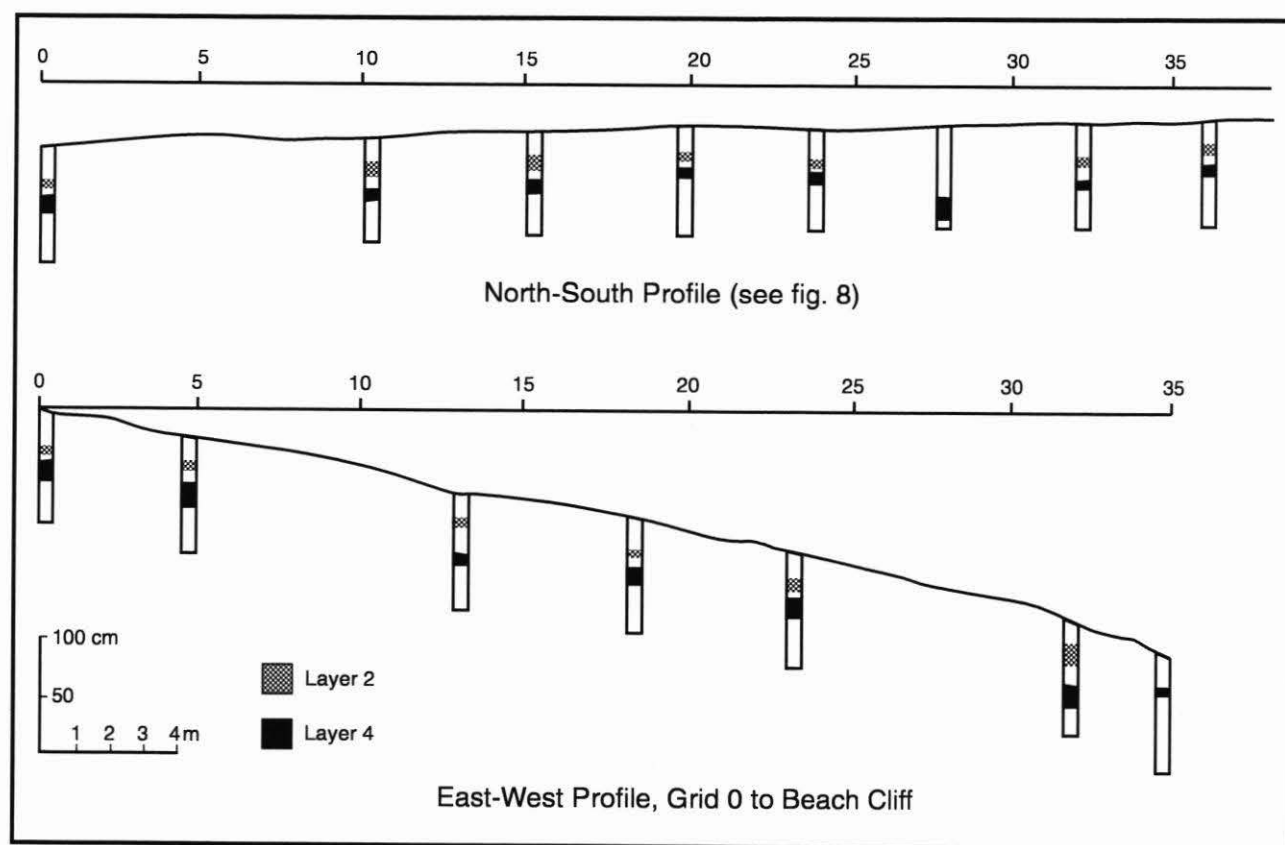 0 5 10 15 20 25 30 35
North-South Profile (see fig. 8)
0 5 10 15 20 25 30 35
100 cm
50
1 2 3 4 m
Layer 2
Layer 4
East-West Profile, Grid 0 to Beach Cliff